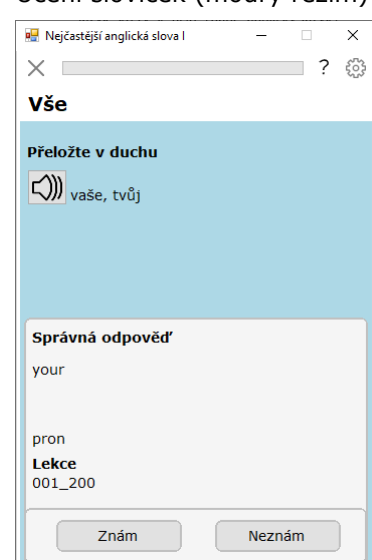 Učení slovíček (modrý režim)
Nejčastější anglická slova I
?
Vše
Přeložte v duchu
vaše, tvůj
Správná odpověď
your
pron
Lekce
001_200
Znám
Neznám